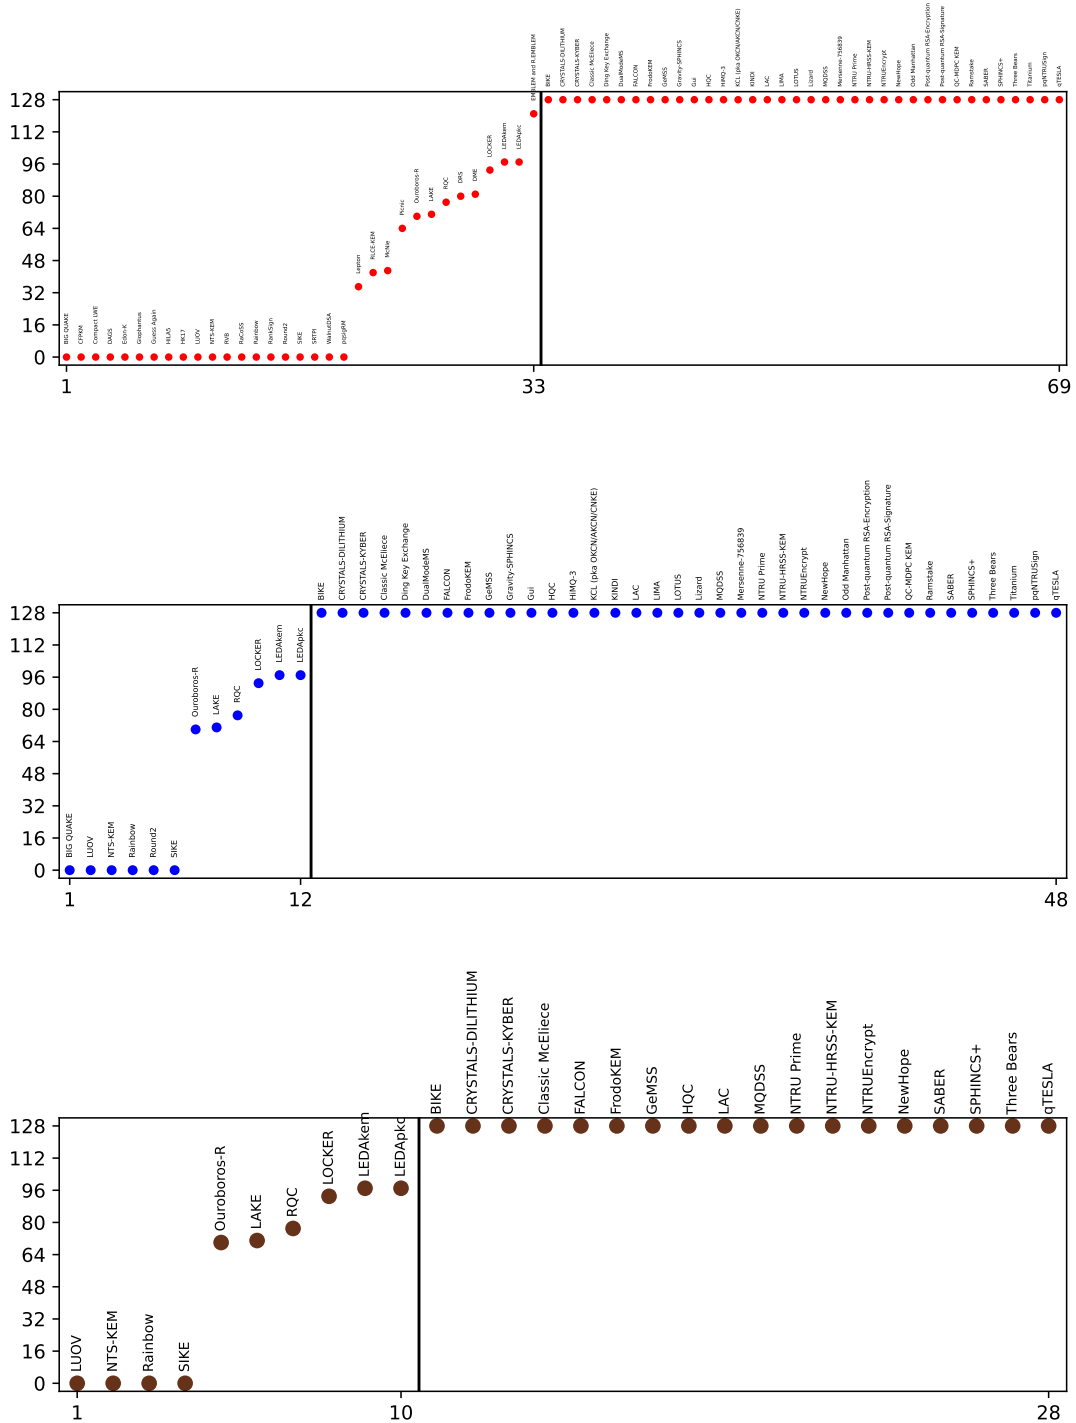 128
112
96
80
64
48
32
16
0
BIG QUAKE
CFPKM
Compact LWE
DAGS
Edon-K
Giophantus
Guess Again
HILA5
HK17
LUOV
NTS-KEM
RVB
RaCoSS
Rainbow
RankSign
Round2
SIKE
SRTPI
WalnutDSA
pqsigRM
Lepton
RLCE-KEM
McNie
Picnic
Ouroboros-R
LAKE
RQC
DRS
DME
LOCKER
LEDAkem
LEDApkc
EMBLEM and R.EMBLEM
BIKE
CRYSTALS-DILITHIUM
CRYSTALS-KYBER
Classic McEliece
Ding Key Exchange
DualModeMS
FALCON
FrodoKEM
GeMSS
Gravity-SPHINCS
Gui
HQC
HiMQ-3
KCL (pka OKCN/AKCN/CNKE)
KINDI
LAC
LIMA
LOTUS
Lizard
MQDSS
Mersenne-756839
NTRU Prime
NTRU-HRSS-KEM
NTRUEncrypt
NewHope
Odd Manhattan
Post-quantum RSA-Encryption
Post-quantum RSA-Signature
QC-MDPC KEM
Ramstake
SABER
SPHINCS+
Three Bears
Titanium
pqNTRUSign
qTESLA
1
33
69
128
112
96
80
64
48
32
16
0
BIG QUAKE
LUOV
NTS-KEM
Rainbow
Round2
SIKE
Ouroboros-R
LAKE
RQC
LOCKER
LEDAkem
LEDApkc
BIKE
CRYSTALS-DILITHIUM
CRYSTALS-KYBER
Classic McEliece
Ding Key Exchange
DualModeMS
FALCON
FrodoKEM
GeMSS
Gravity-SPHINCS
Gui
HQC
HiMQ-3
KCL (pka OKCN/AKCN/CNKE)
KINDI
LAC
LIMA
LOTUS
Lizard
MQDSS
Mersenne-756839
NTRU Prime
NTRU-HRSS-KEM
NTRUEncrypt
NewHope
Odd Manhattan
Post-quantum RSA-Encryption
Post-quantum RSA-Signature
QC-MDPC KEM
Ramstake
SABER
SPHINCS+
Three Bears
Titanium
pqNTRUSign
qTESLA
1
12
48
128
112
96
80
64
48
32
16
0
LUOV
NTS-KEM
Rainbow
SIKE
Ouroboros-R
LAKE
RQC
LOCKER
LEDAkem
LEDApkc
BIKE
CRYSTALS-DILITHIUM
CRYSTALS-KYBER
Classic McEliece
FALCON
FrodoKEM
GeMSS
HQC
LAC
MQDSS
NTRU Prime
NTRU-HRSS-KEM
NTRUEncrypt
NewHope
SABER
SPHINCS+
Three Bears
qTESLA
1
10
28